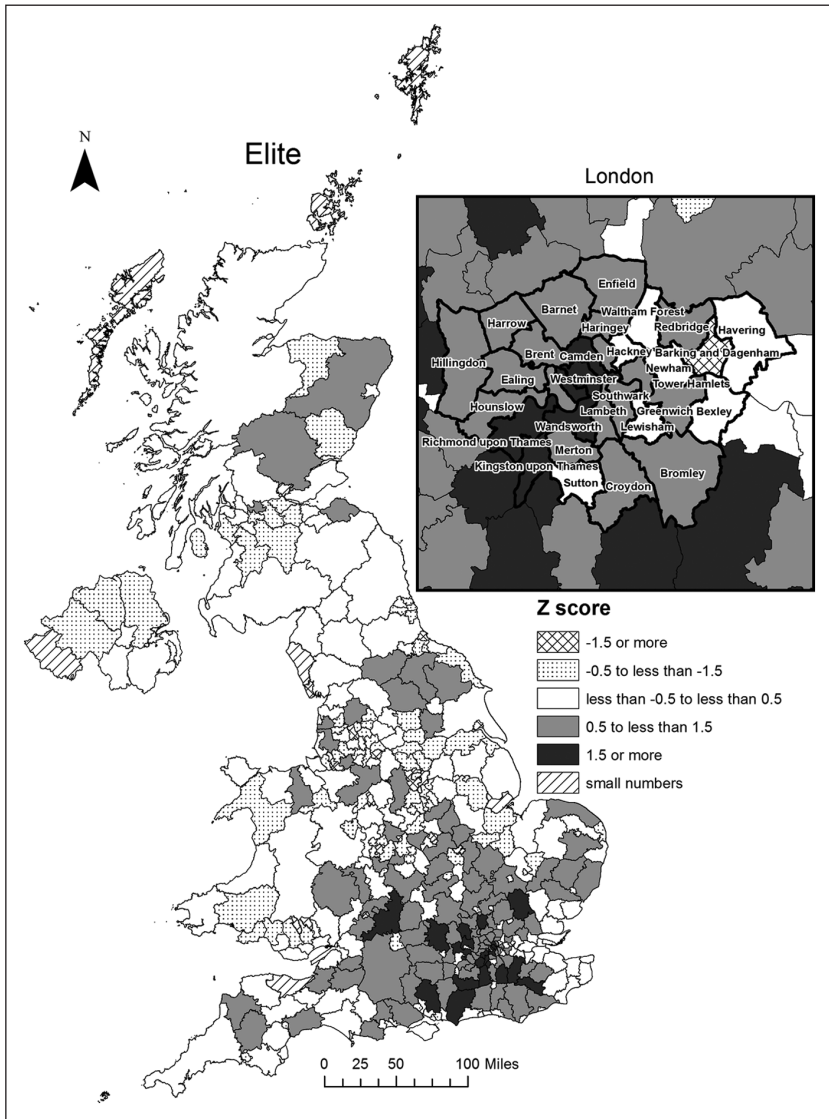 N
Elite
London
Enfield
Barnet
Waltham Forest
Harrow
Haringey
Redbridge
Havering
Hillingdon
Brent
Camden
Hackney
Barking and Dagenham
Newham
Ealing
Westminster
Tower Hamlets
Southwark
Hounslow
Lambeth
Greenwich
Bexley
Wandsworth
Lewisham
Richmond upon Thames
Merton
Kingston upon Thames
Bromley
Sutton
Croydon
Z score
-1.5 or more
-0.5 to less than -1.5
less than -0.5 to less than 0.5
0.5 to less than 1.5
1.5 or more
small numbers
0 25 50 100 Miles